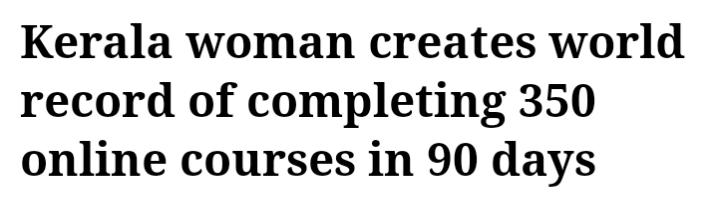 Kerala woman creates world
record of completing 350
online courses in 90 days